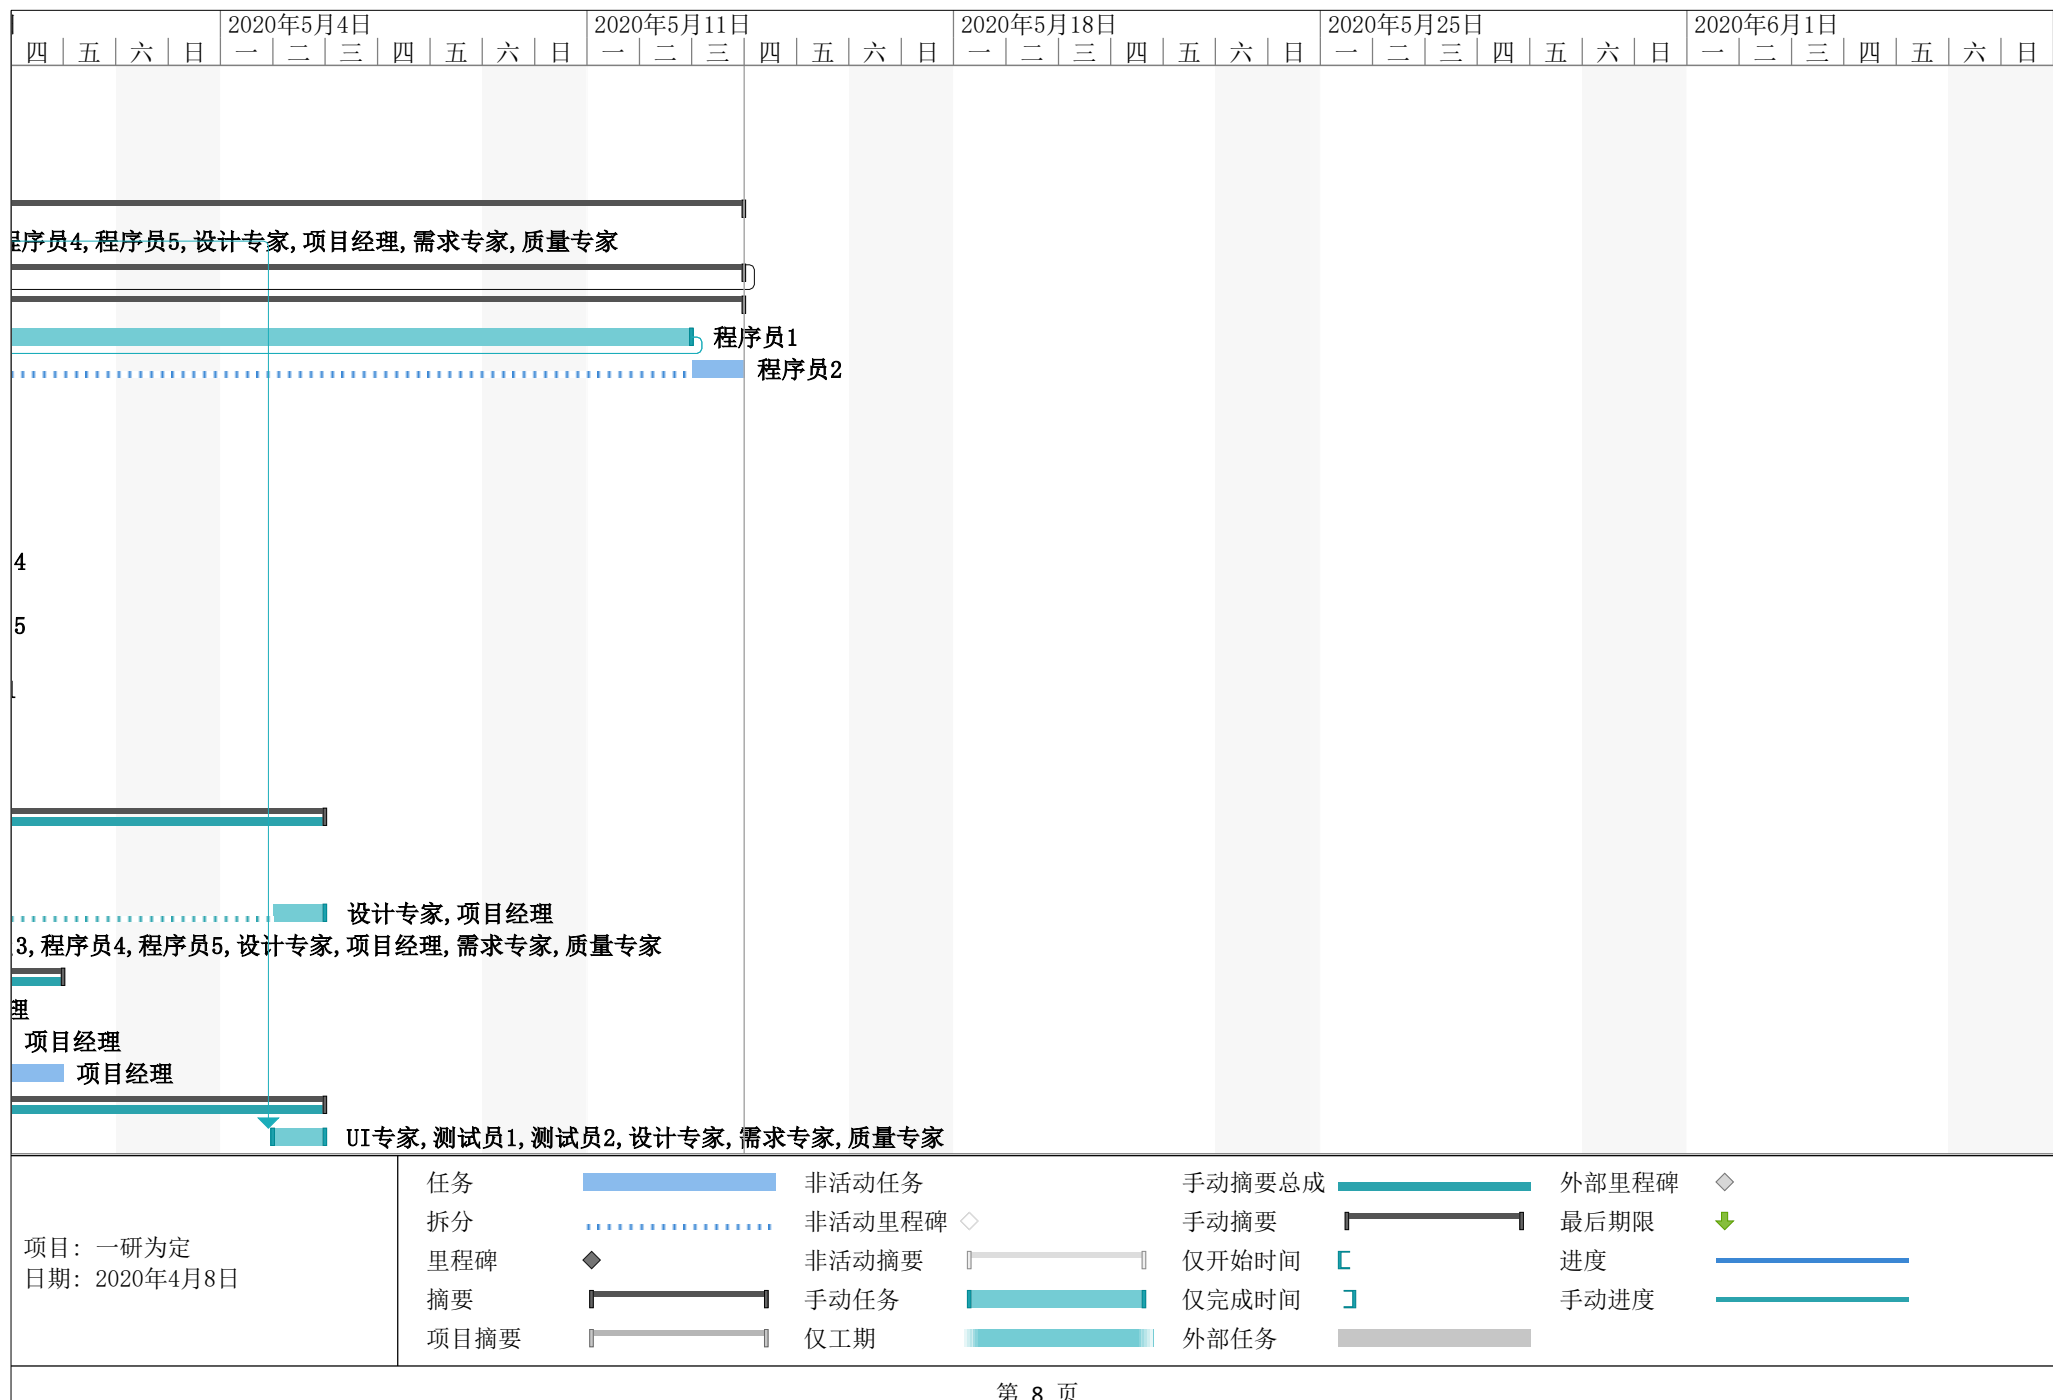 2020年5月4日 2020年5月11日 2020年5月18日 2020年5月25日 2020年6月1日
四 五 六 日 一 二 三 四 五 六 日 一 二 三 四 五 六 日 一 二 三 四 五 六 日 一 二 三 四 五 六 日 一 二 三 四 五 六 日
程序员4,程序员5,设计专家,项目经理,需求专家,质量专家
程序员1
程序员2
4
5
1
设计专家,项目经理
3,程序员4,程序员5,设计专家,项目经理,需求专家,质量专家
理
项目经理
项目经理
UI专家,测试员1,测试员2,设计专家,需求专家,质量专家
项目: 一研为定
日期: 2020年4月8日
任务
拆分
里程碑
摘要
项目摘要
非活动任务
非活动里程碑
非活动摘要
手动任务
仅工期
手动摘要总成
手动摘要
仅开始时间
仅完成时间
外部任务
外部里程碑
最后期限
进度
手动进度
第 8 页